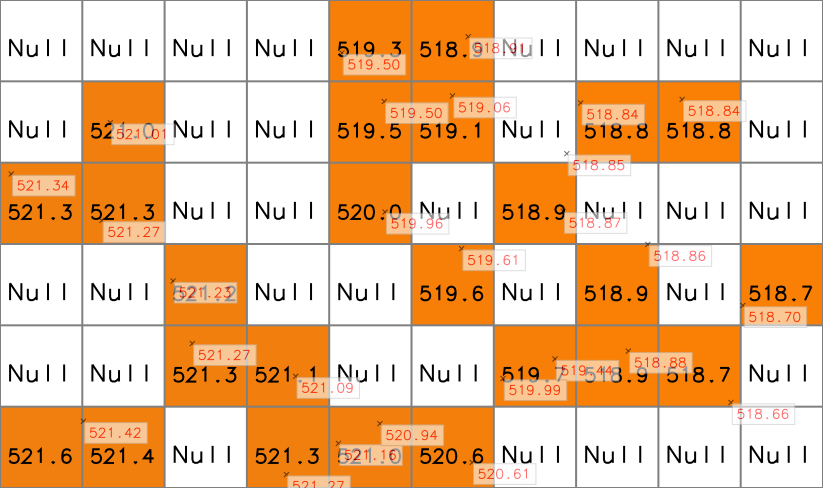 Null Null Null Null 519.3 518.9 Null Null Null Null
519.50 518.91
Null 521.0 Null Null 519.5 519.1 Null 518.8 518.8 Null
521.01 519.50 519.06 518.84 518.84
518.85
521.3 521.3 Null Null 520.0 Null 518.9 Null Null Null
521.34 521.27 519.96 518.87
Null Null 521.2 Null Null 519.6 Null 518.9 Null 518.7
521.23 519.61 518.86 518.70
Null Null 521.3 521.1 Null Null 519.7 518.9 518.7 Null
521.27 521.09 519.99 519.44 518.88
518.66
521.6 521.4 Null 521.3 521.0 520.6 Null Null Null Null
521.42 521.27 521.16 520.94 520.61